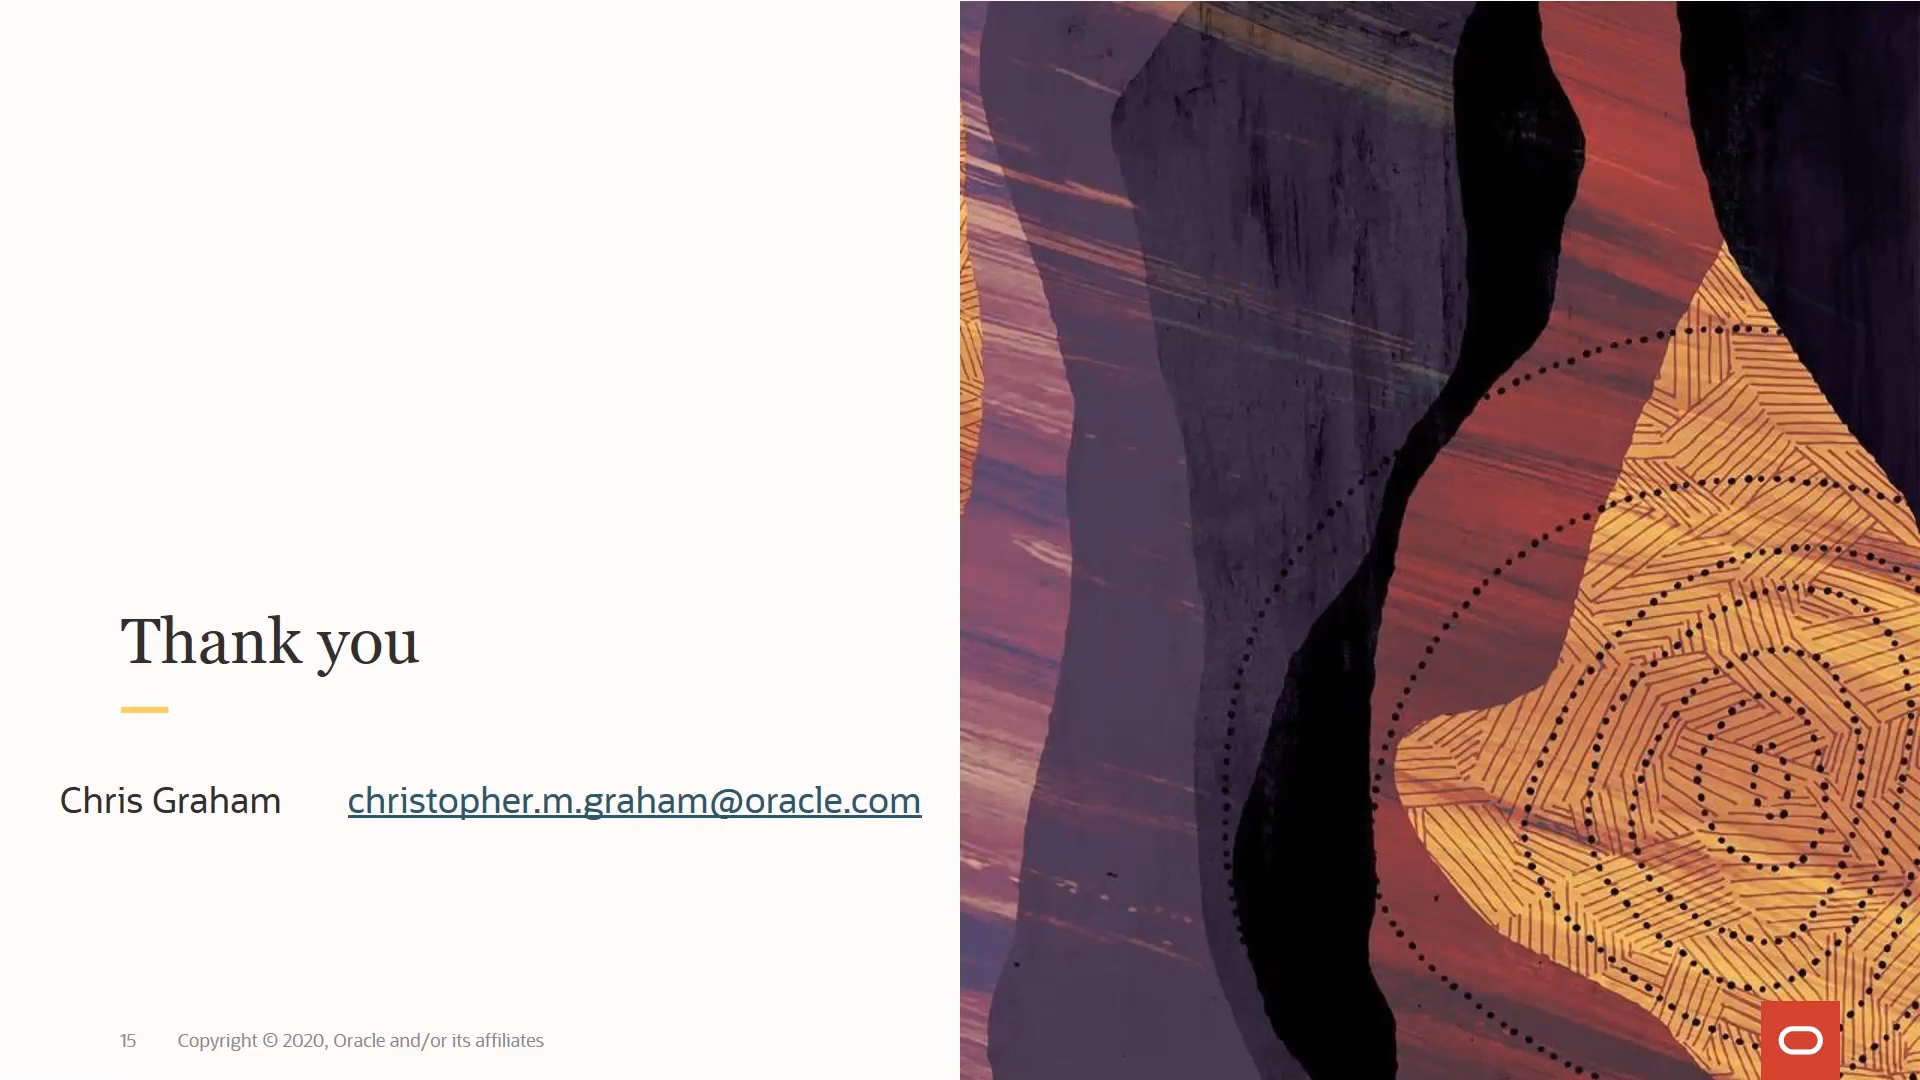 Thank you
Chris Graham christopher.m.graham@oracle.com
15 Copyright © 2020, Oracle and/or its affiliates